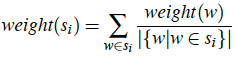 weight(s_i) = \sum_{w \in s_i} \frac{weight(w)}{|\{w|w \in s_i\}|}